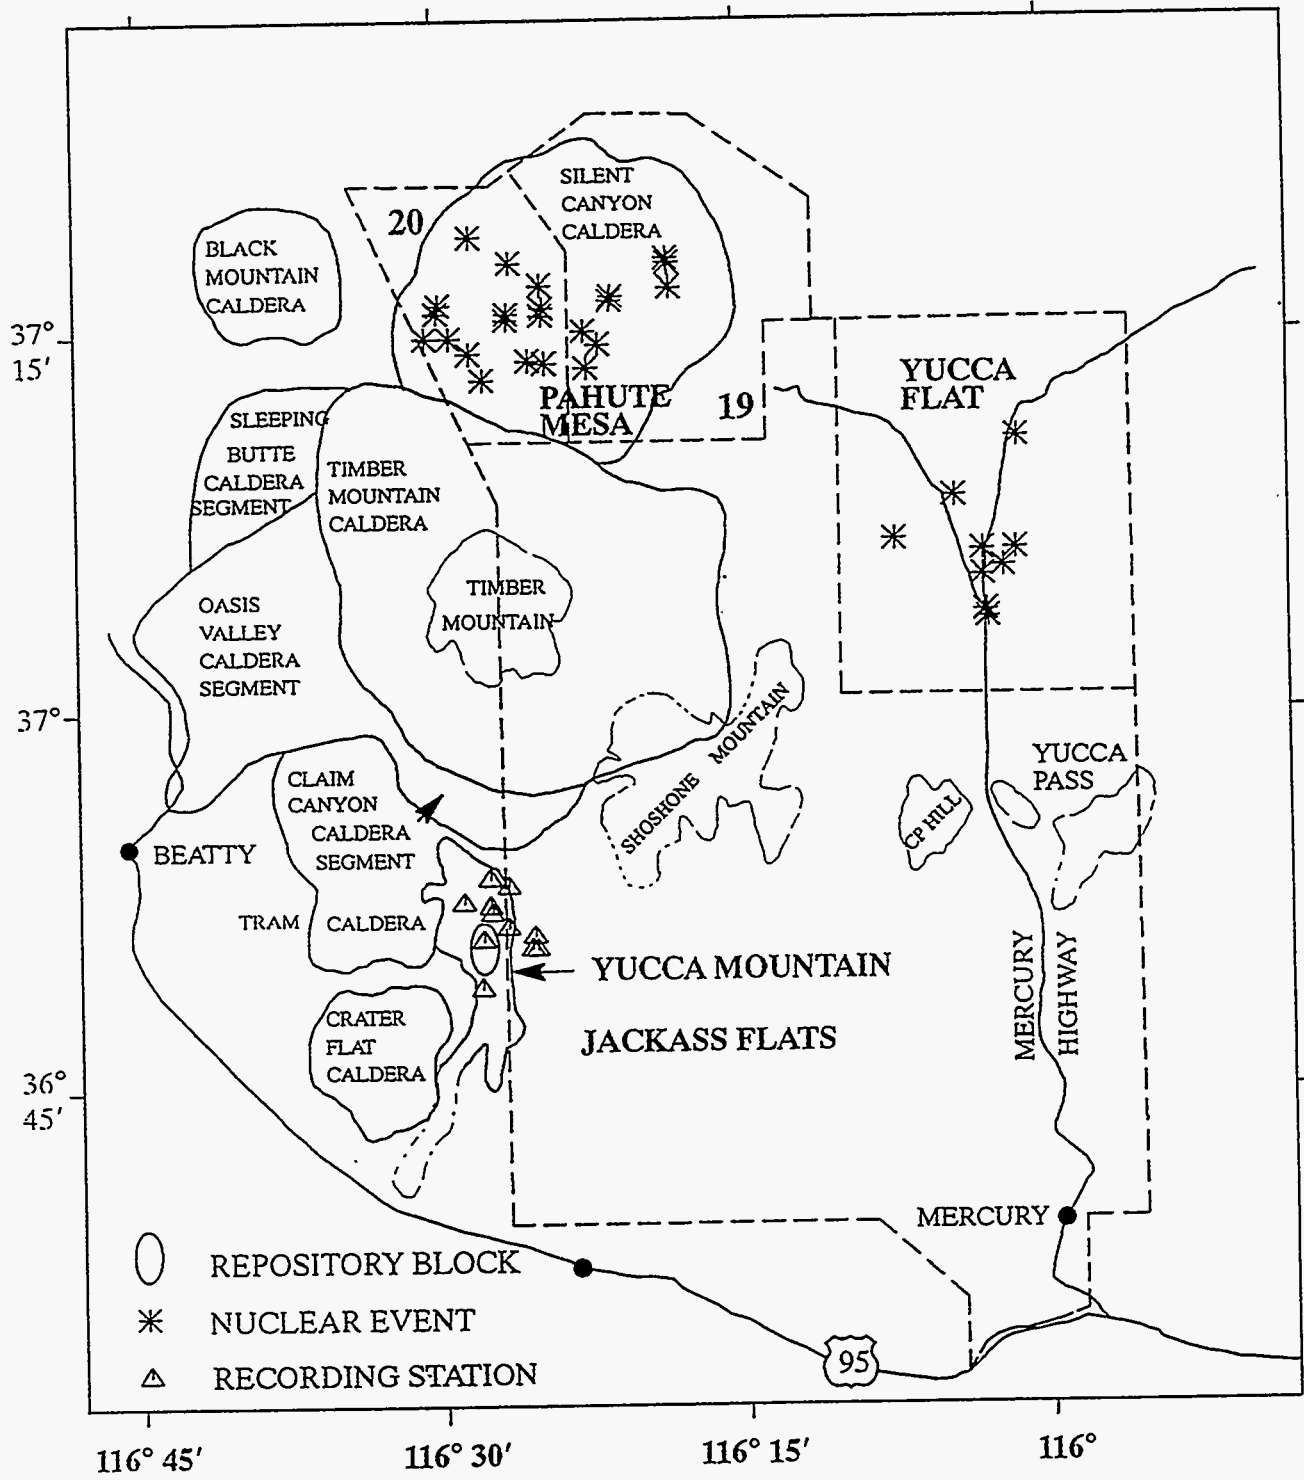 SILENT
CANYON
CALDERA
20
BLACK
MOUNTAIN
CALDERA
37°
15'
YUCCA
FLAT
PAHUTE
MESA
19
SLEEPING
BUTTE
CALDERA
SEGMENT
TIMBER
MOUNTAIN
CALDERA
TIMBER
MOUNTAIN
OASIS
VALLEY
CALDERA
SEGMENT
37°
SHOSHONE MOUNTAIN
YUCCA
PASS
CLAIM
CANYON
CALDERA
SEGMENT
CP HILL
BEATTY
TRAM CALDERA
YUCCA MOUNTAIN
MERCURY
HIGHWAY
CRATER
FLAT
CALDERA
JACKASS FLATS
36°
45'
MERCURY
REPOSITORY BLOCK
NUCLEAR EVENT
RECORDING STATION
95
116° 45' 116° 30' 116° 15' 116°